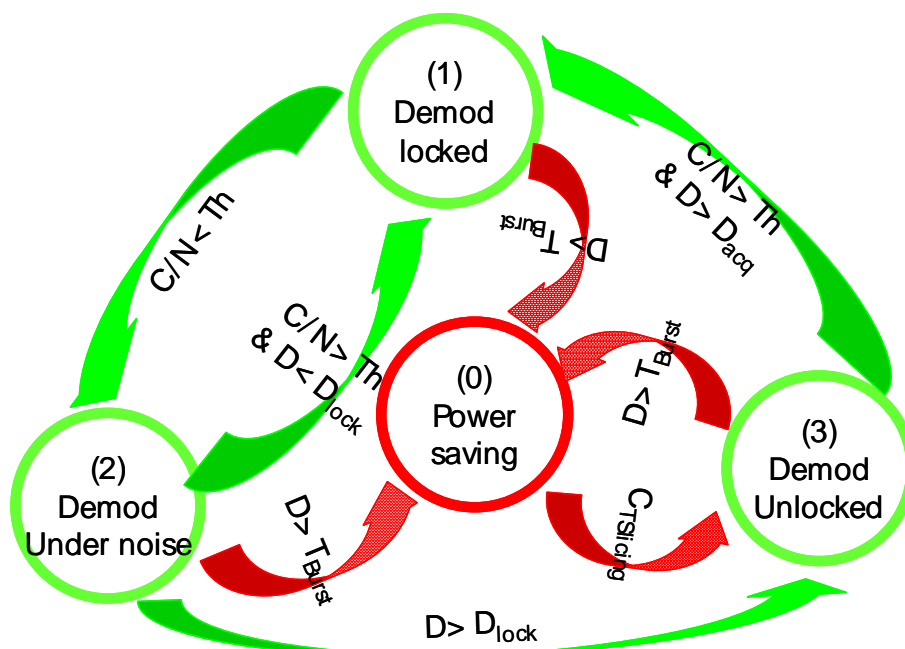 (1)
Demod
locked
C/N < Th
C/N > Th
& D > Dacq
D > TBurst
C/N > Th
& D < Dlock
(0)
Power
saving
D > TBurst
(3)
Demod
Unlocked
(2)
Demod
Under noise
D > TBurst
CTSlicing
D > Dlock